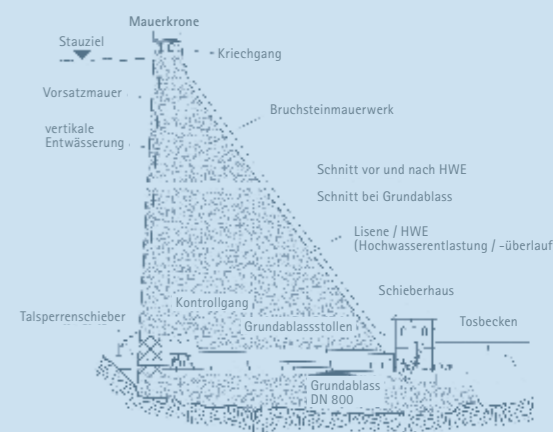 Mauerkrone
Stauziel
Kriechgang
Vorsatzmauer
Bruchsteinmauerwerk
vertikale
Entwässerung
Schnitt vor und nach HWE
Schnitt bei Grundablass
Lisene / HWE
(Hochwasserentlastung / -überlauf
Schieberhaus
Kontrollgang
Talsperrenschieber
Grundablassstollen
Tosbecken
Grundablass
DN 800